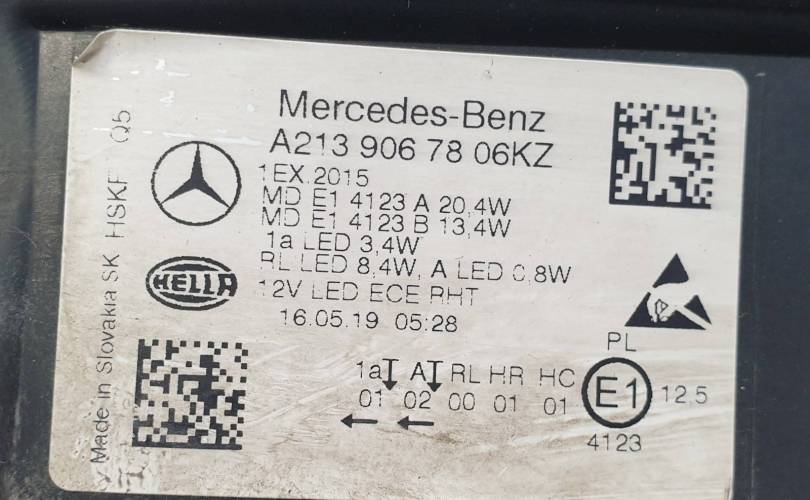 Mercedes-Benz
A213 906 78 06KZ
1EX.2015
MD E1 4123 A 20,4W
MD E1 4123 B 13,4W
1a LED 3,4W
RL LED 8,4W, A LED 0,8W
12V LED ECE RHT
16.05.19 05:28
HELLA
Made in Slovakia SK HSKF Q5
PL
1a A RL HR HC
01 02 00 01 01
E1
12,5
4123